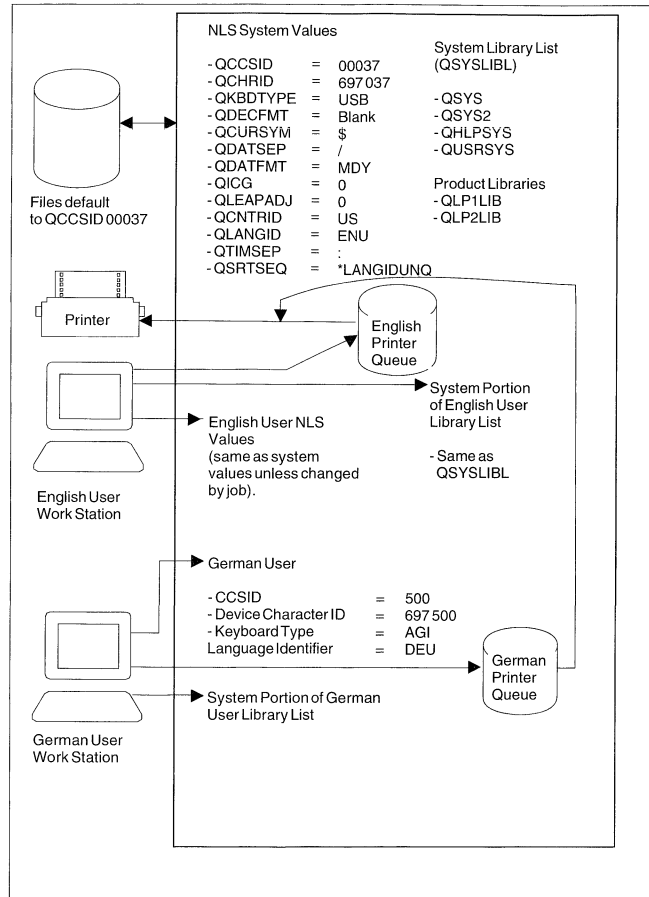 NLS System Values
System Library List
(QSYSLIBL)
- QCCSID = 00037
- QCHRID = 697 037
- QKBDTYPE = USB
- QDECFMT = Blank
- QCURSYM = $
- QDATSEP = /
- QDATFMT = MDY
- QICG = 0
- QLEAPADJ = 0
- QCNTRID = US
- QLANGID = ENU
- QTIMSEP = :
- QSRTSEQ = *LANGIDUNQ
- QSYS
- QSYS2
- QHLPSYS
- QUSRSYS
Product Libraries
- QLP1LIB
- QLP2LIB
Files default
to QCCSID 00037
Printer
English
Printer
Queue
System Portion
of English User
Library List
- Same as
QSYSLIBL
English User NLS
Values
(same as system
values unless changed
by job).
English User
Work Station
German User
- CCSID = 500
- Device Character ID = 697 500
- Keyboard Type = AGI
Language Identifier = DEU
German
Printer
Queue
System Portion of German
User Library List
German User
Work Station